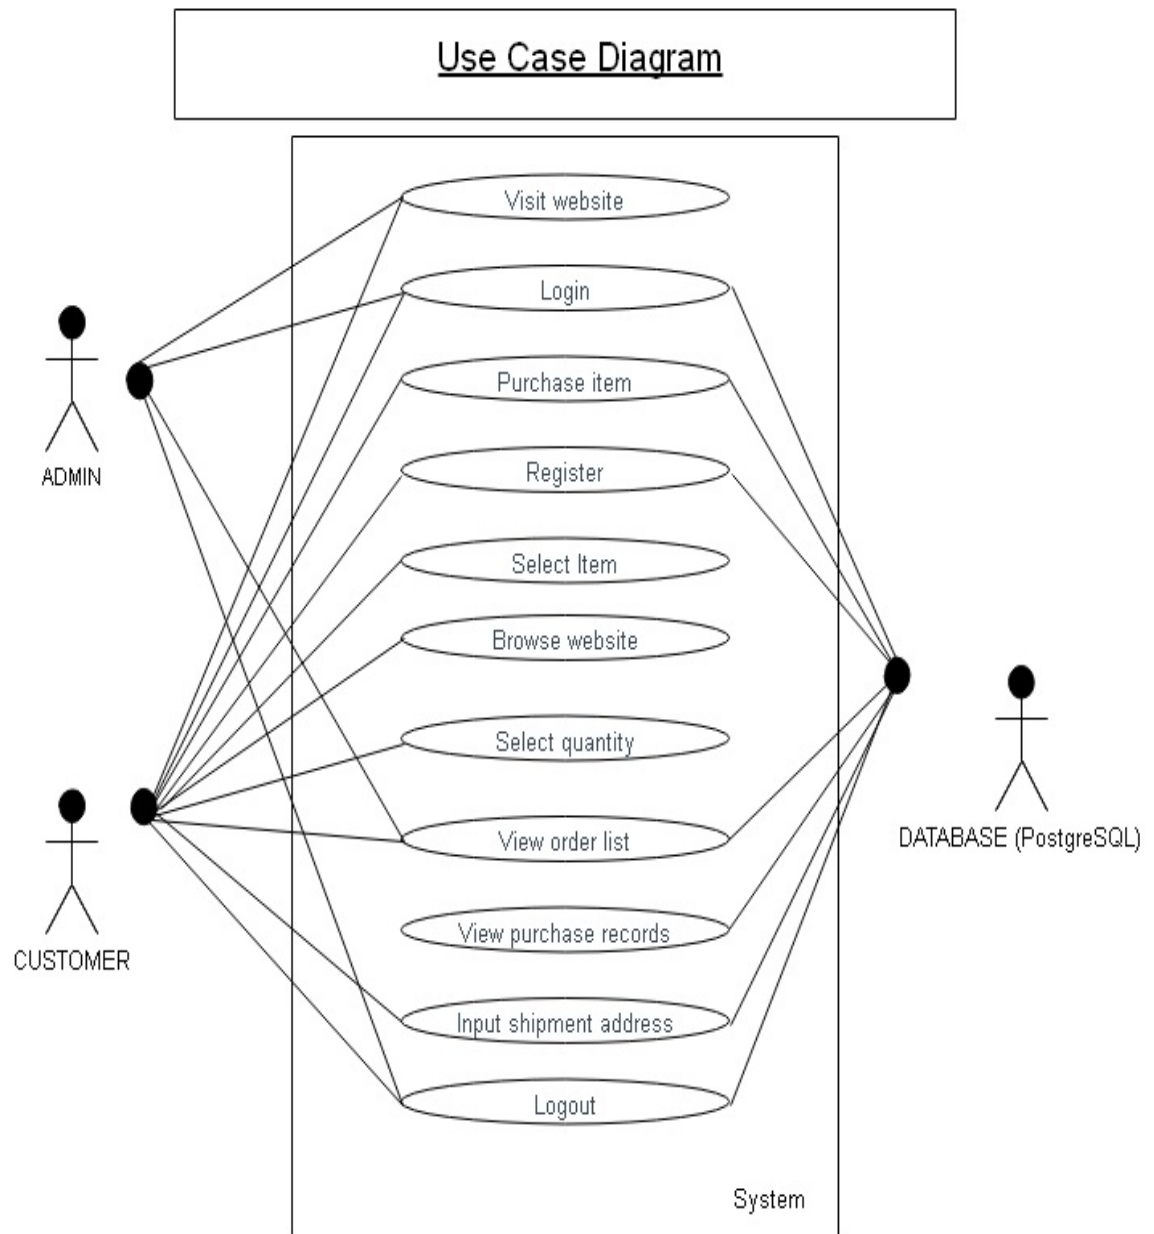 Use Case Diagram
Visit website
Login
Purchase item
Register
Select Item
Browse website
Select quantity
View order list
View purchase records
Input shipment address
Logout
System
ADMIN
CUSTOMER
DATABASE (PostgreSQL)